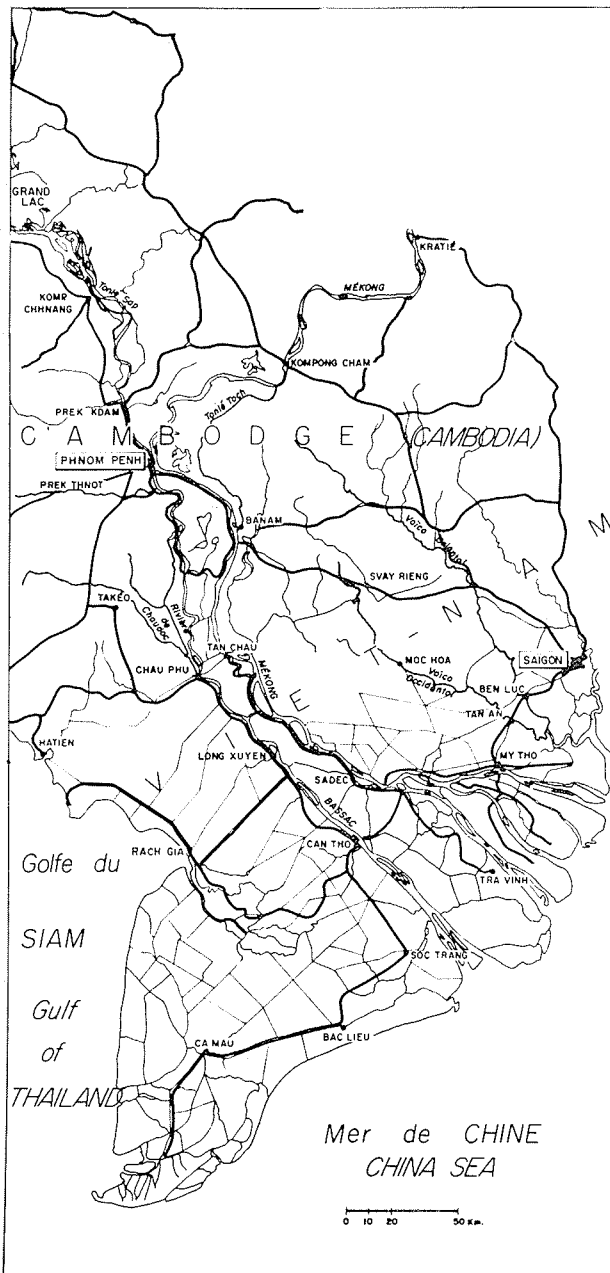 GRAND
LAC
Tonlé Sap
KRATIÉ
MÉKONG
KOMP.
CHHNANG
KOMPONG CHAM
Tonlé Toch
PREK KDAM
CAMBODGE (CAMBODIA)
PHNOM PENH
PREK THNOT
BANAM
Vaico Oriental
SVAY RIENG
TAKÉO
Rivière
de
Chaudoc
TAN CHAU
MÉKONG
MOC HOA
Vaico
Occidental
SAIGON
CHAU PHU
BEN LUC
TAN AN
HATIEN
MY THO
LONG XUYEN
SADEC
VIET-NAM
BASSAC
CAN THO
RACH GIA
TRA VINH
Golfe du
SIAM
SOC TRANG
Gulf
of
THAILAND
BAC LIEU
CA MAU
Mer de CHINE
CHINA SEA
0 10 20 50 Km.